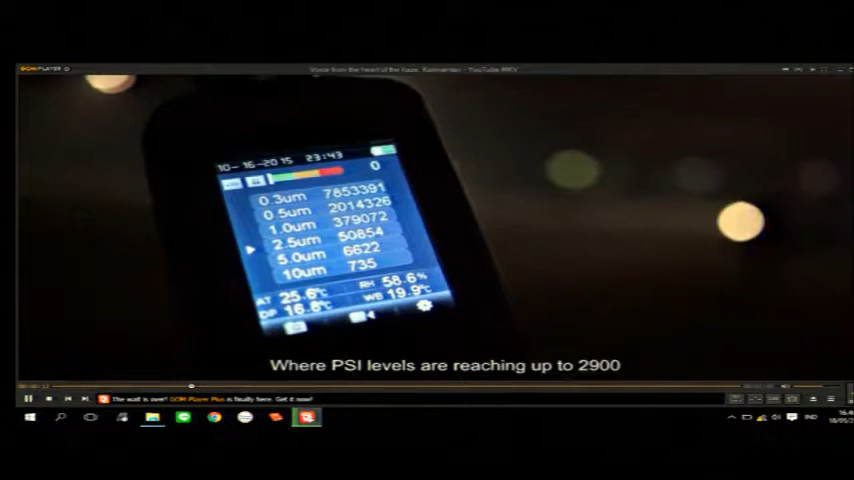 GOM PLAYER
Voice from the heart of the haze, Kalimantan - YouTube.MKV
10-16-2015 23:43
0
0.3um 7853391
0.5um 2014326
1.0um 379072
2.5um 50854
5.0um 6622
10um 735
AT 25.6℃ RH 58.6%
DP 16.8℃ WB 19.9℃
Where PSI levels are reaching up to 2900
The wait is over! GOM Player Plus is finally here. Get it now!
IND